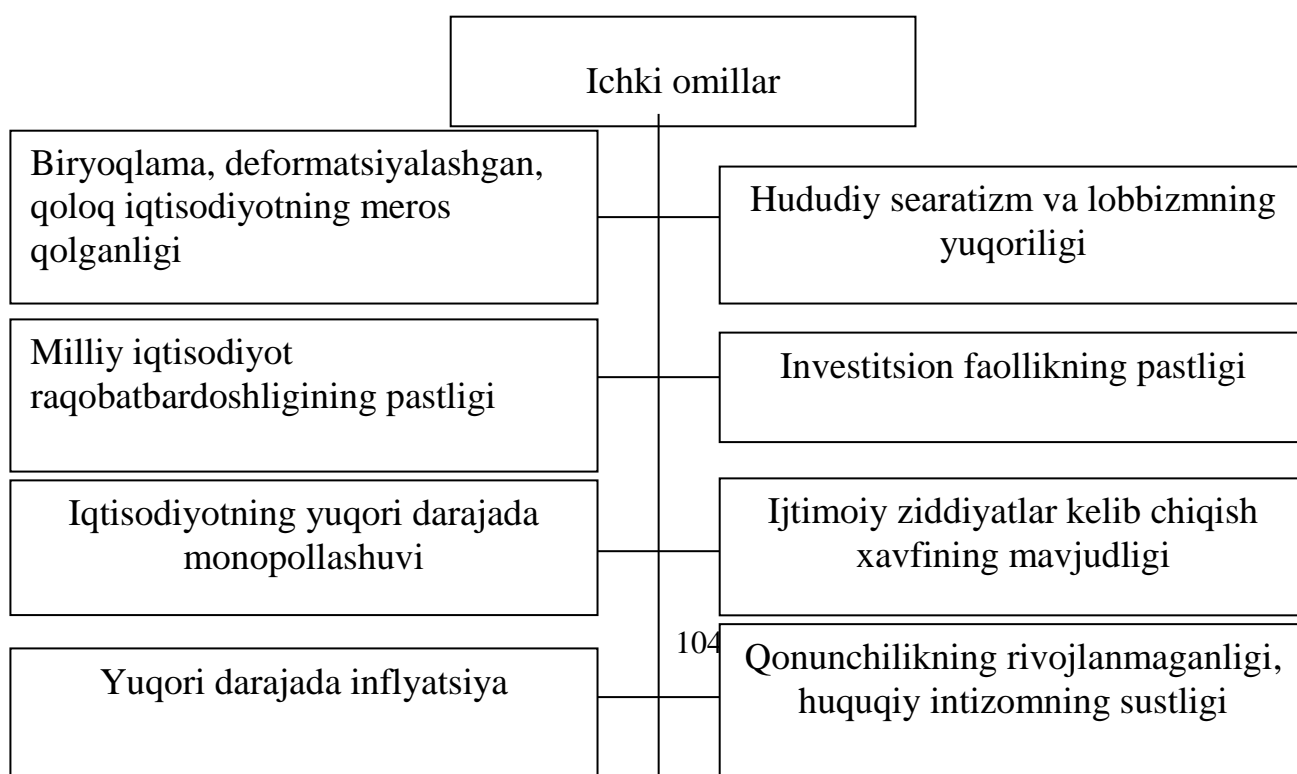 Ichki omillar
Biryoqlama, deformatsiyalashgan,
qoloq iqtisodiyotning meros
qolganligi
Hududiy searatizm va lobbizmning
yuqoriligi
Milliy iqtisodiyot
raqobatbardoshligining pastligi
Investitsion faollikning pastligi
Iqtisodiyotning yuqori darajada
monopollashuvi
Ijtimoiy ziddiyatlar kelib chiqish
xavfining mavjudligi
104
Yuqori darajada inflyatsiya
Qonunchilikning rivojlanmaganligi,
huquqiy intizomning sustligi